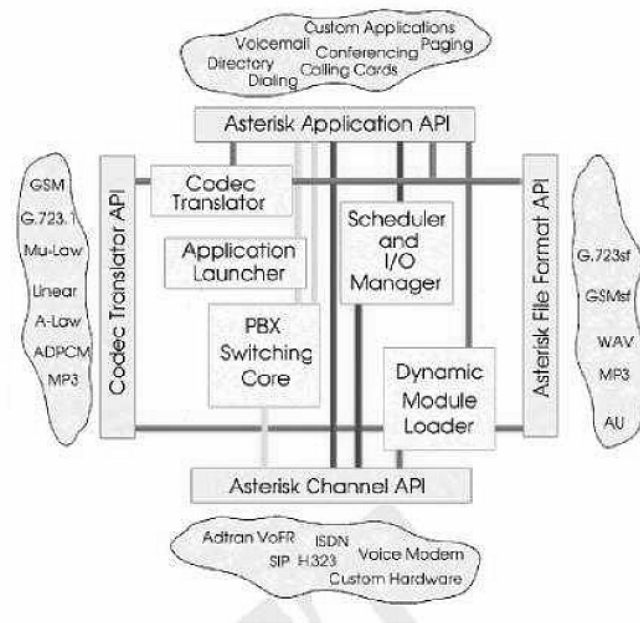 Custom Applications
Voicemail Paging
Conferencing
Directory
Calling Cards
Dialing
Asterisk Application API
Codec Translator API
GSM
G.723.1
Mu-Law
Linear
A-Law
ADPCM
MP3
Codec
Translator
Application
Launcher
PBX
Switching
Core
Scheduler
and
I/O
Manager
Dynamic
Module
Loader
Asterisk File Format API
G.723sf
GSMsf
WAV
MP3
AU
Asterisk Channel API
Adtran VoFR ISDN
SIP H.323 Voice Modem
Custom Hardware